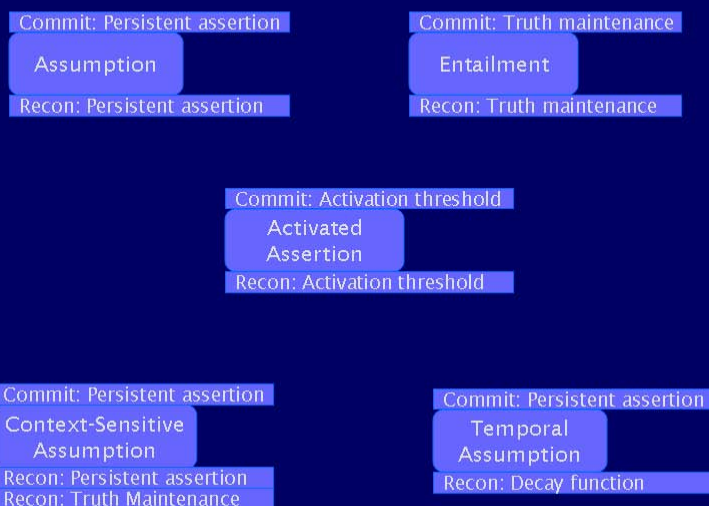 Commit: Persistent assertion
Assumption
Recon: Persistent assertion
Commit: Truth maintenance
Entailment
Recon: Truth maintenance
Commit: Activation threshold
Activated
Assertion
Recon: Activation threshold
Commit: Persistent assertion
Context-Sensitive
Assumption
Recon: Persistent assertion
Recon: Truth Maintenance
Commit: Persistent assertion
Temporal
Assumption
Recon: Decay function